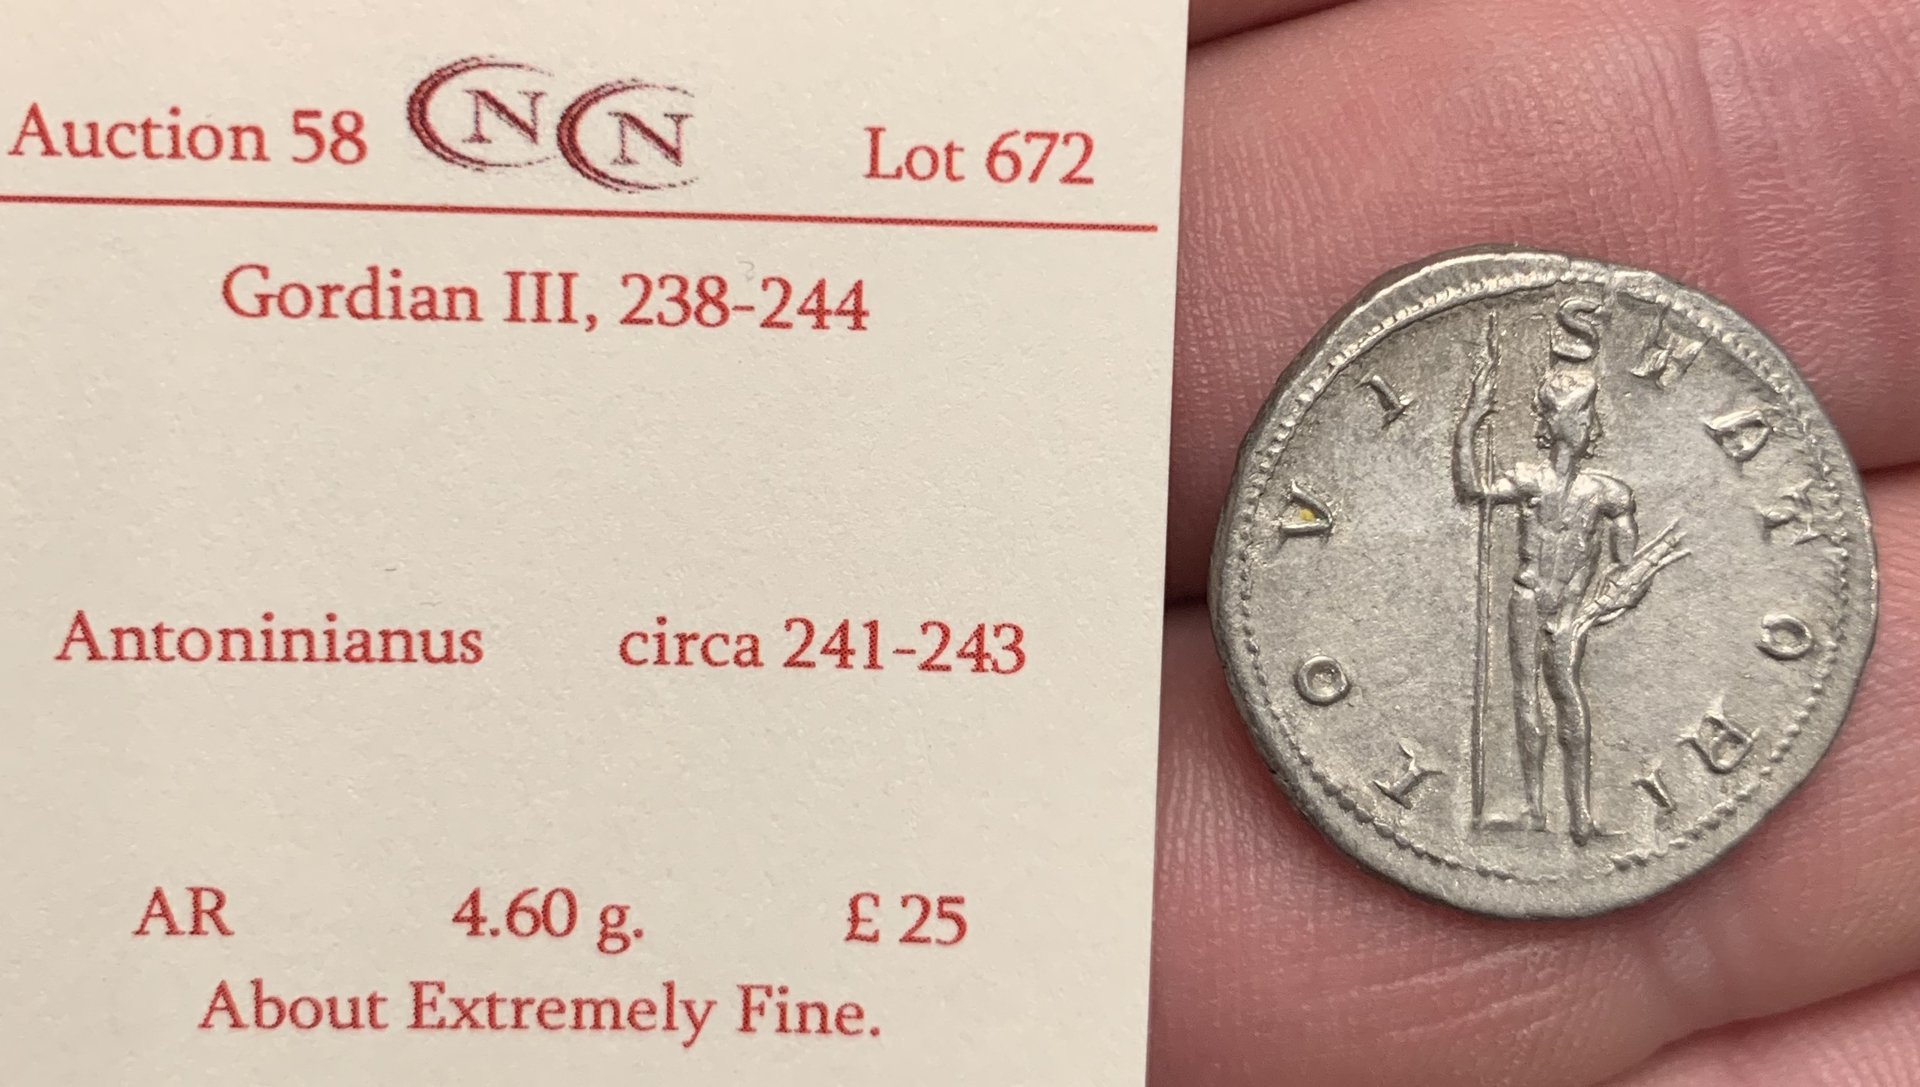 Auction 58 NN Lot 672
Gordian III, 238-244
Antoninianus circa 241-243
AR 4.60 g. £ 25
About Extremely Fine.
IOVI STATORI